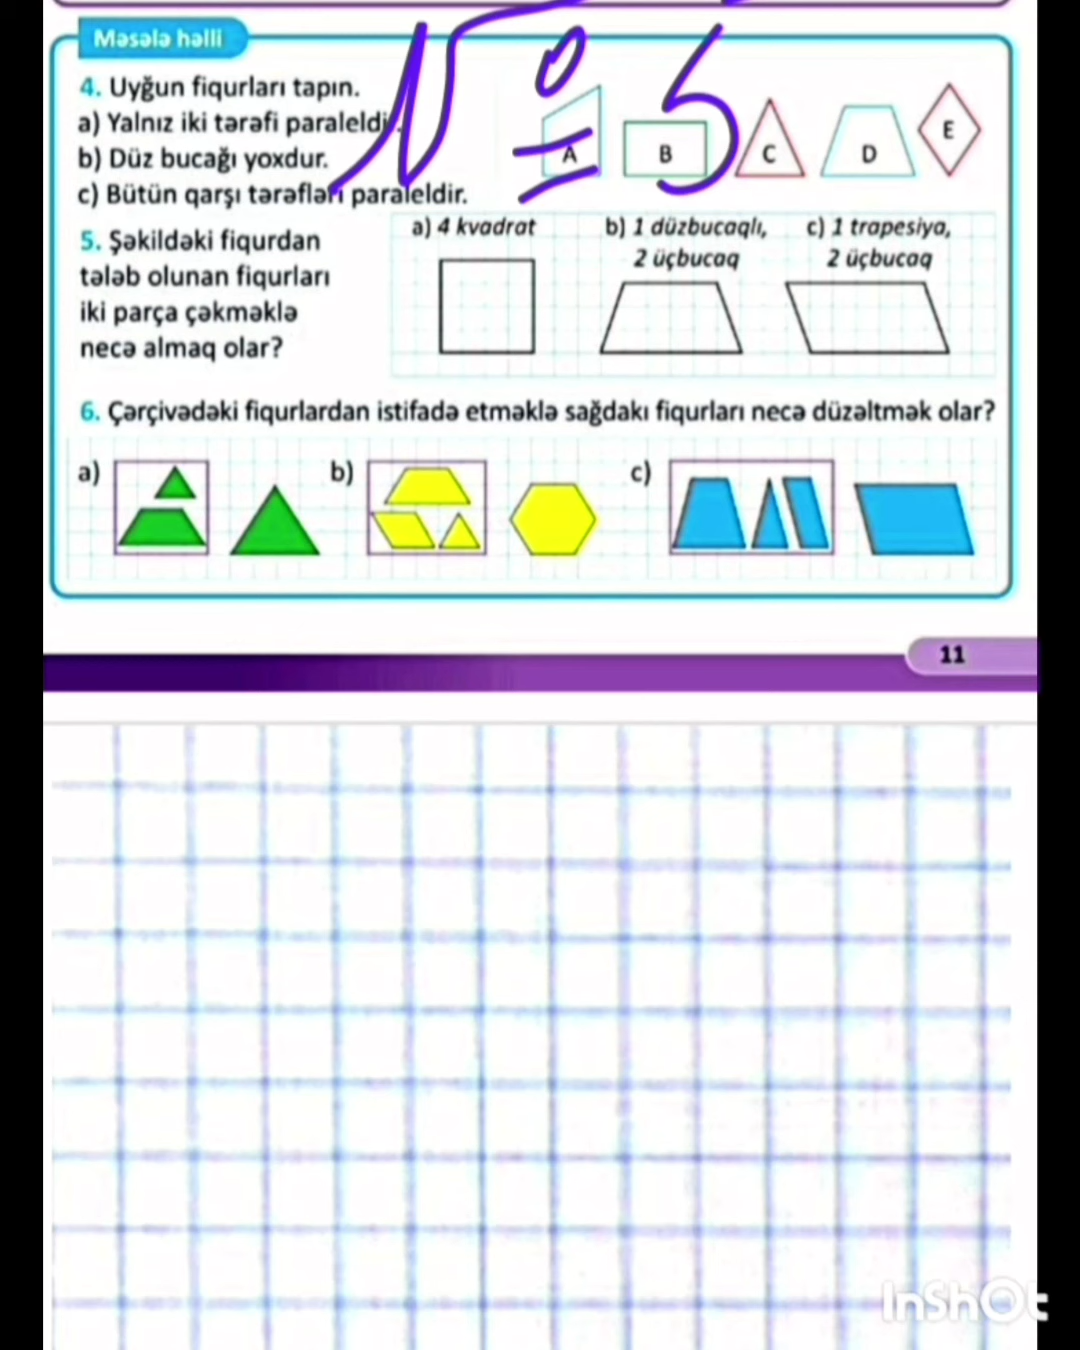 Məsələ həlli
№5
4. Uyğun fiqurları tapın.
a) Yalnız iki tərəfi paraleldir.
b) Düz bucağı yoxdur.
c) Bütün qarşı tərəfləri paraleldir.
A B C D E
5. Şəkildəki fiqurdan
tələb olunan fiqurları
iki parça çəkməklə
necə almaq olar?
a) 4 kvadrat
b) 1 düzbucaqlı,
2 üçbucaq
c) 1 trapesiya,
2 üçbucaq
6. Çərçivədəki fiqurlardan istifadə etməklə sağdakı fiqurları necə düzəltmək olar?
a) b) c)
11
InShOt